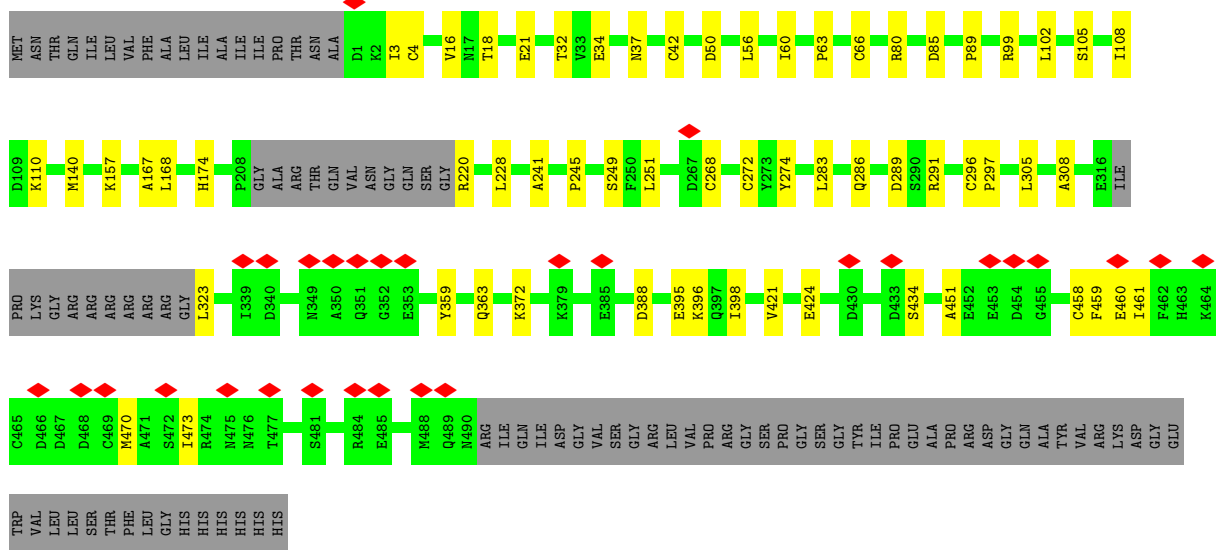 MET ASN THR GLN ILE LEU VAL PHE ALA LEU ILE ALA ILE ILE PRO THR ASN ALA D1 K2 I3 C4 V16 N17 T18 E21 T32 V33 E34 N37 C42 D50 L56 I60 P63 C66 R80 D85 P89 R99 L102 S105 I108
D109 K110 M140 K157 A167 L168 H174 P208 GLY ALA ARG THR GLN VAL ASN GLY GLN SER GLY R220 L228 A241 P245 S249 F250 L251 D267 C268 C272 Y273 Y274 L283 Q286 D289 S290 R291 C296 P297 L305 A308 E316 ILE
PRO LYS GLY ARG ARG ARG ARG ARG ARG GLY L323 I339 D340 N349 A350 Q351 G352 E353 Y359 Q363 K372 K379 E385 D388 E395 K396 Q397 I398 V421 E424 D430 D433 S434 A451 E452 E453 D454 G455 C458 F459 E460 I461 F462 H463 K464
C465 D466 D467 D468 C469 M470 A471 S472 I473 R474 N475 N476 T477 S481 R484 E485 M488 Q489 N490 ARG ILE GLN ILE ASP GLY VAL SER GLY ARG LEU VAL PRO ARG GLY SER PRO GLY SER GLY TYR ILE PRO GLU ALA PRO ARG ASP GLY GLN ALA TYR VAL ARG LYS ASP GLY GLU
TRP VAL LEU LEU SER THR PHE LEU GLY HIS HIS HIS HIS HIS HIS